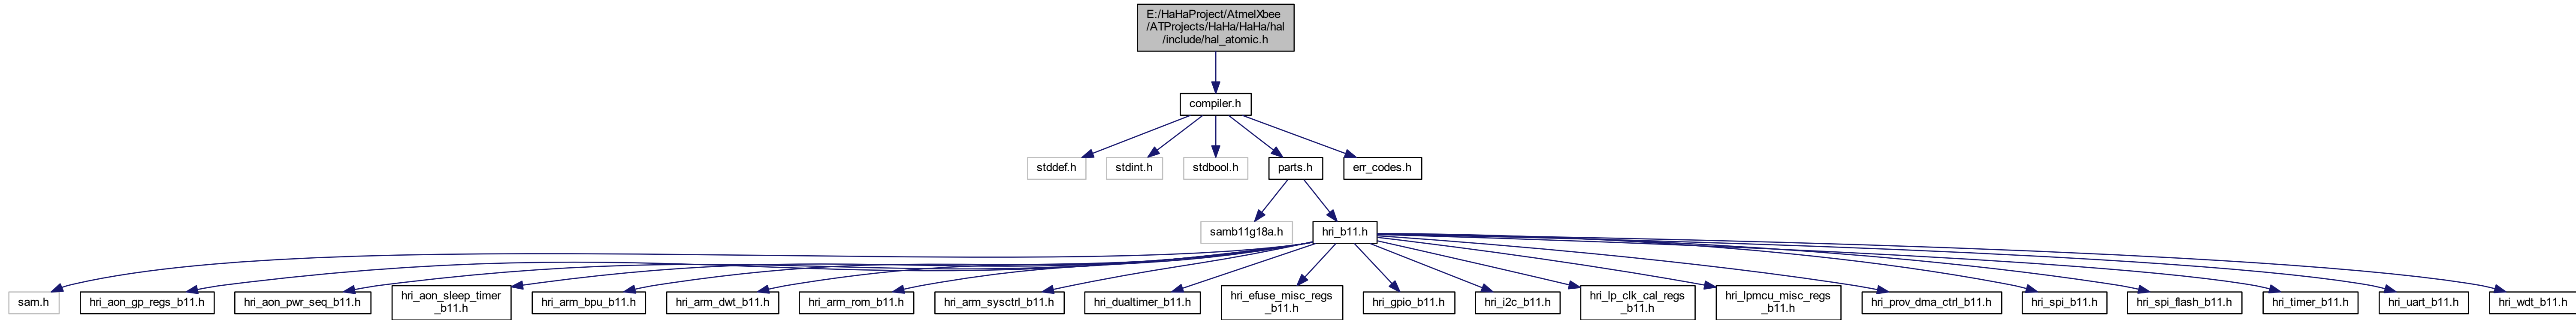 E:/HaHaProject/AtmelXbee
/ATProjects/HaHa/HaHa/hal
/include/hal_atomic.h
compiler.h
stddef.h
stdint.h
stdbool.h
parts.h
err_codes.h
samb11g18a.h
hri_b11.h
sam.h
hri_aon_gp_regs_b11.h
hri_aon_pwr_seq_b11.h
hri_aon_sleep_timer
_b11.h
hri_arm_bpu_b11.h
hri_arm_dwt_b11.h
hri_arm_rom_b11.h
hri_arm_sysctrl_b11.h
hri_dualtimer_b11.h
hri_efuse_misc_regs
_b11.h
hri_gpio_b11.h
hri_i2c_b11.h
hri_lp_clk_cal_regs
_b11.h
hri_lpmcu_misc_regs
_b11.h
hri_prov_dma_ctrl_b11.h
hri_spi_b11.h
hri_spi_flash_b11.h
hri_timer_b11.h
hri_uart_b11.h
hri_wdt_b11.h